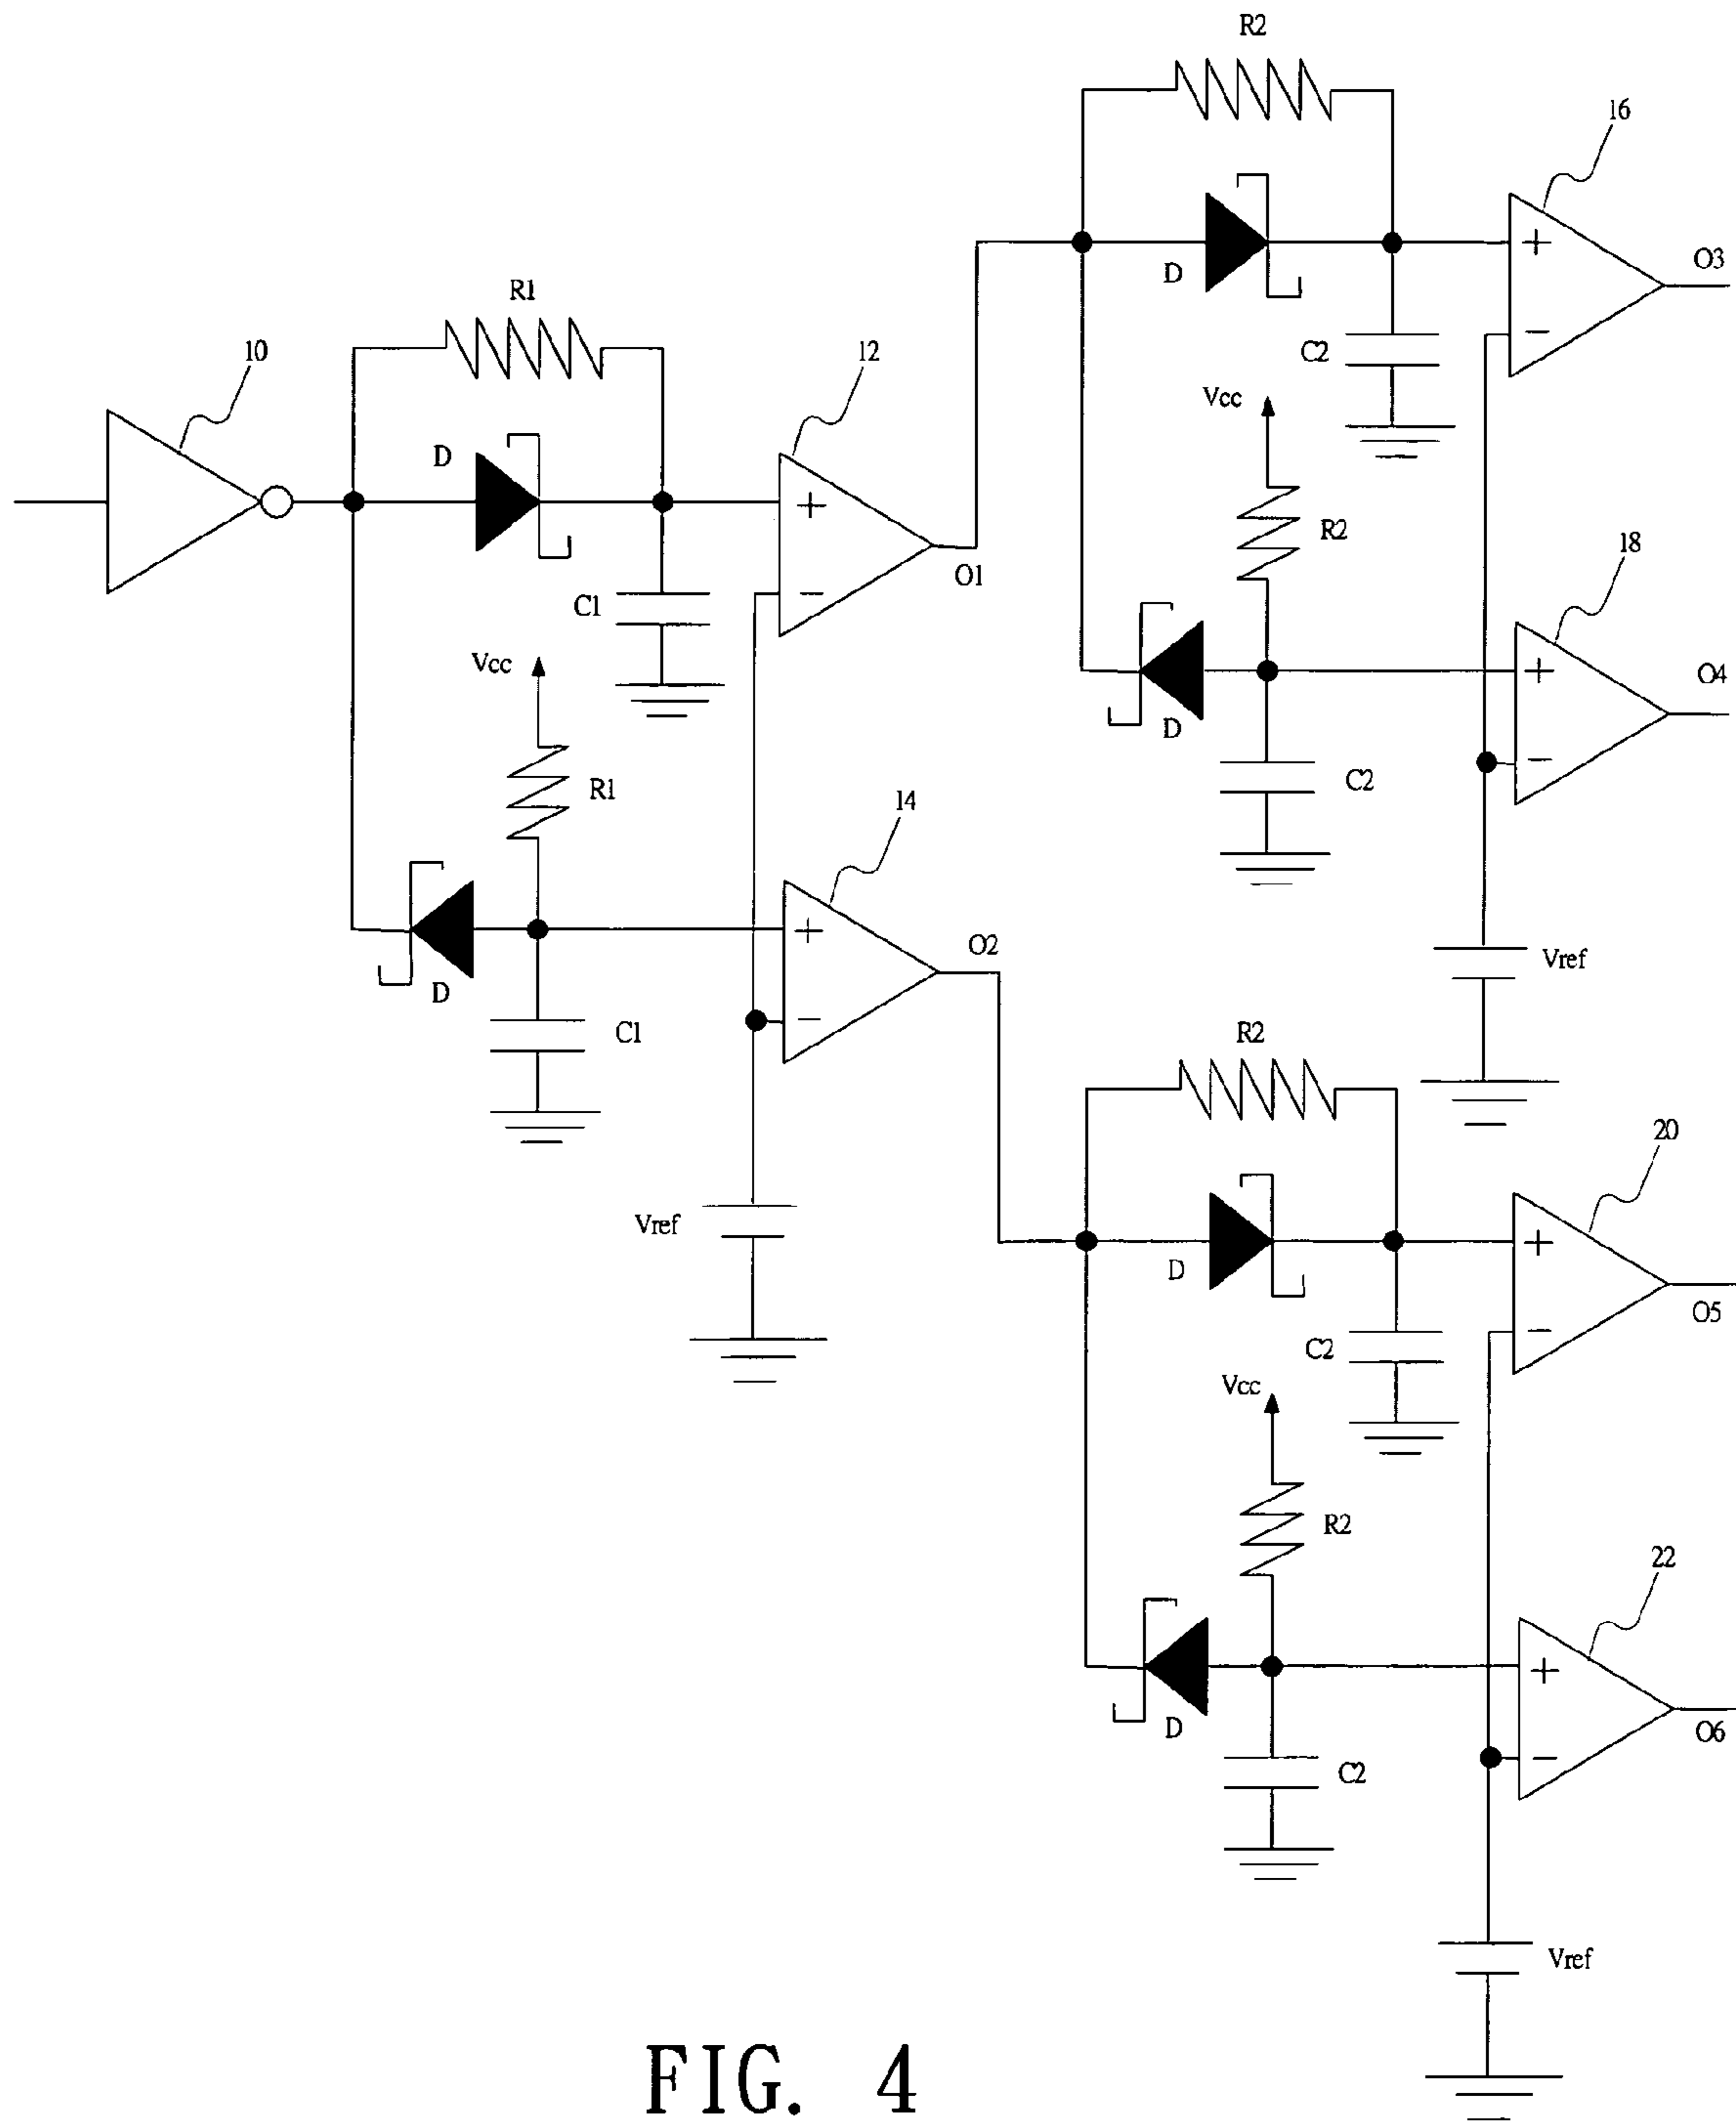 R2
16
+
D
O3
R1
−
10
12
C2
Vcc
D
+
R2
18
C1
−
O1
Vcc
+
O4
D
R1
C2
−
14
+
O2
Vref
D
−
C1
R2
20
Vref
+
D
O5
−
C2
Vcc
R2
22
+
D
O6
−
C2
Vref
FIG. 4